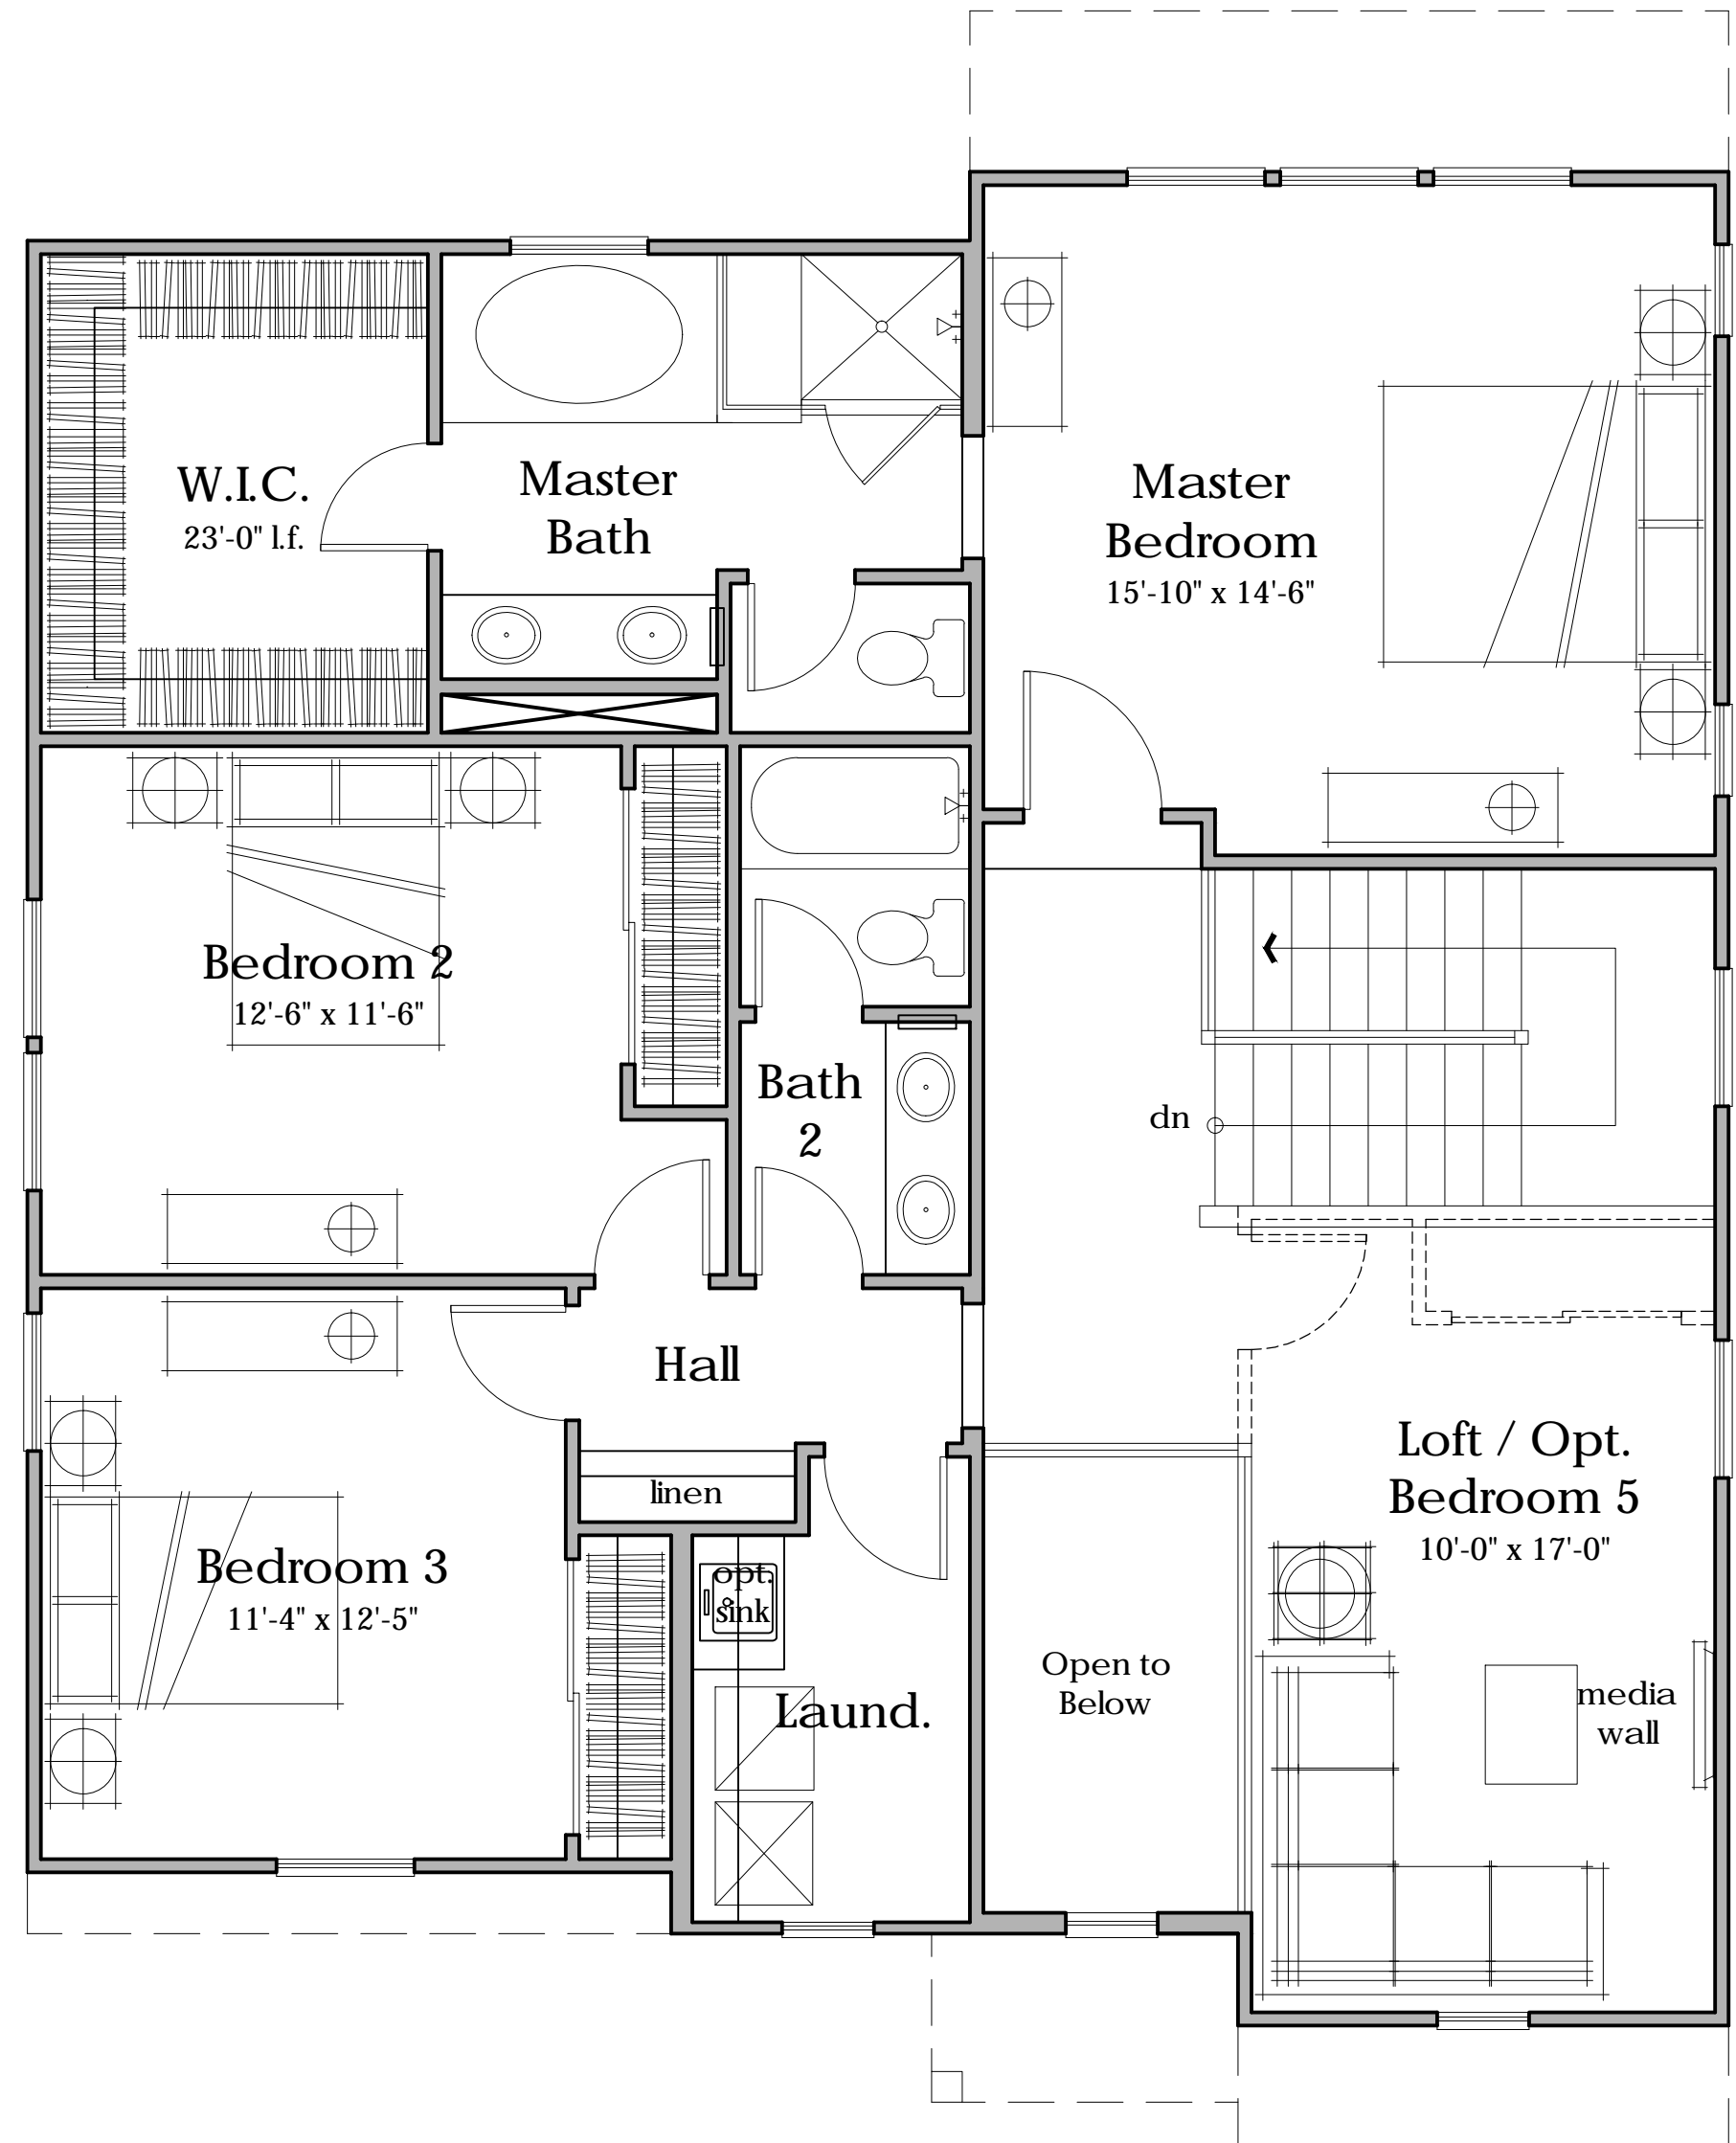 W.I.C.
23'-0" l.f.
Master
Bath
Master
Bedroom
15'-10" x 14'-6"
Bedroom 2
12'-6" x 11'-6"
Bath
2
dn
Hall
linen
Loft / Opt.
Bedroom 5
10'-0" x 17'-0"
Bedroom 3
11'-4" x 12'-5"
opt.
sink
Laund.
Open to
Below
media
wall